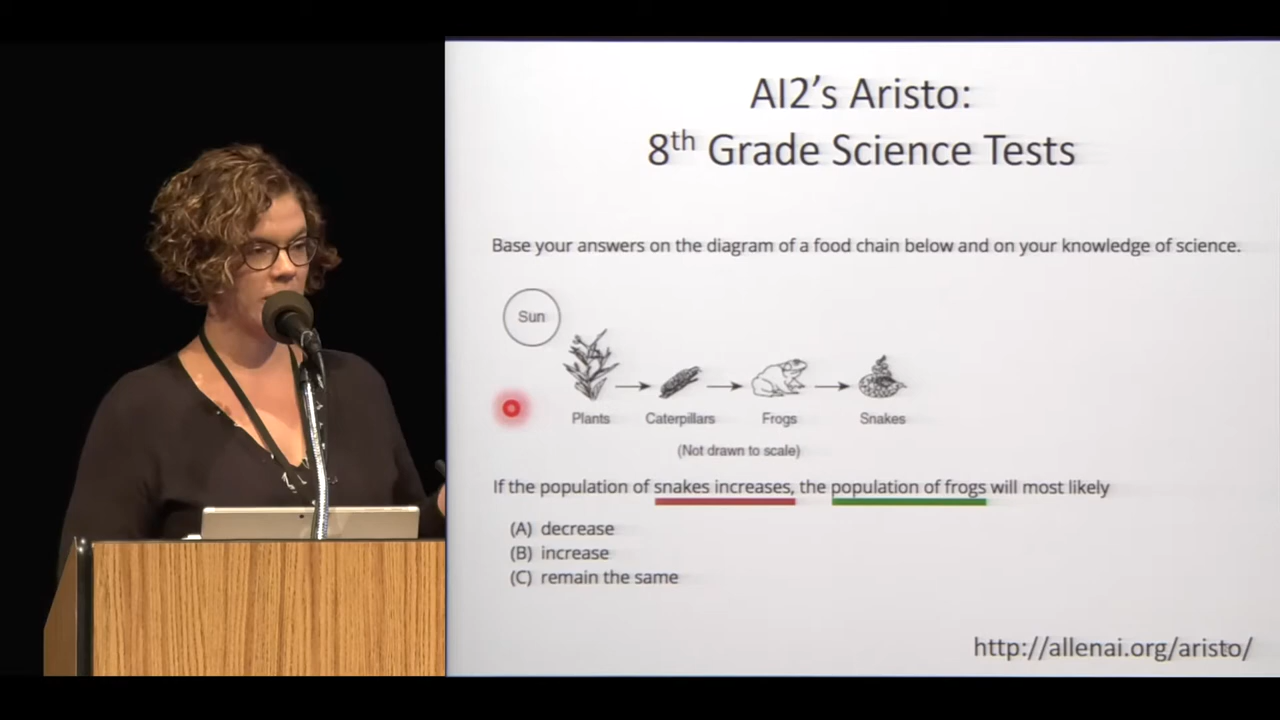 AI2's Aristo:
8th Grade Science Tests
Base your answers on the diagram of a food chain below and on your knowledge of science.
Sun
Plants
Caterpillars
Frogs
Snakes
(Not drawn to scale)
If the population of snakes increases, the population of frogs will most likely
(A) decrease
(B) increase
(C) remain the same
http://allenai.org/aristo/